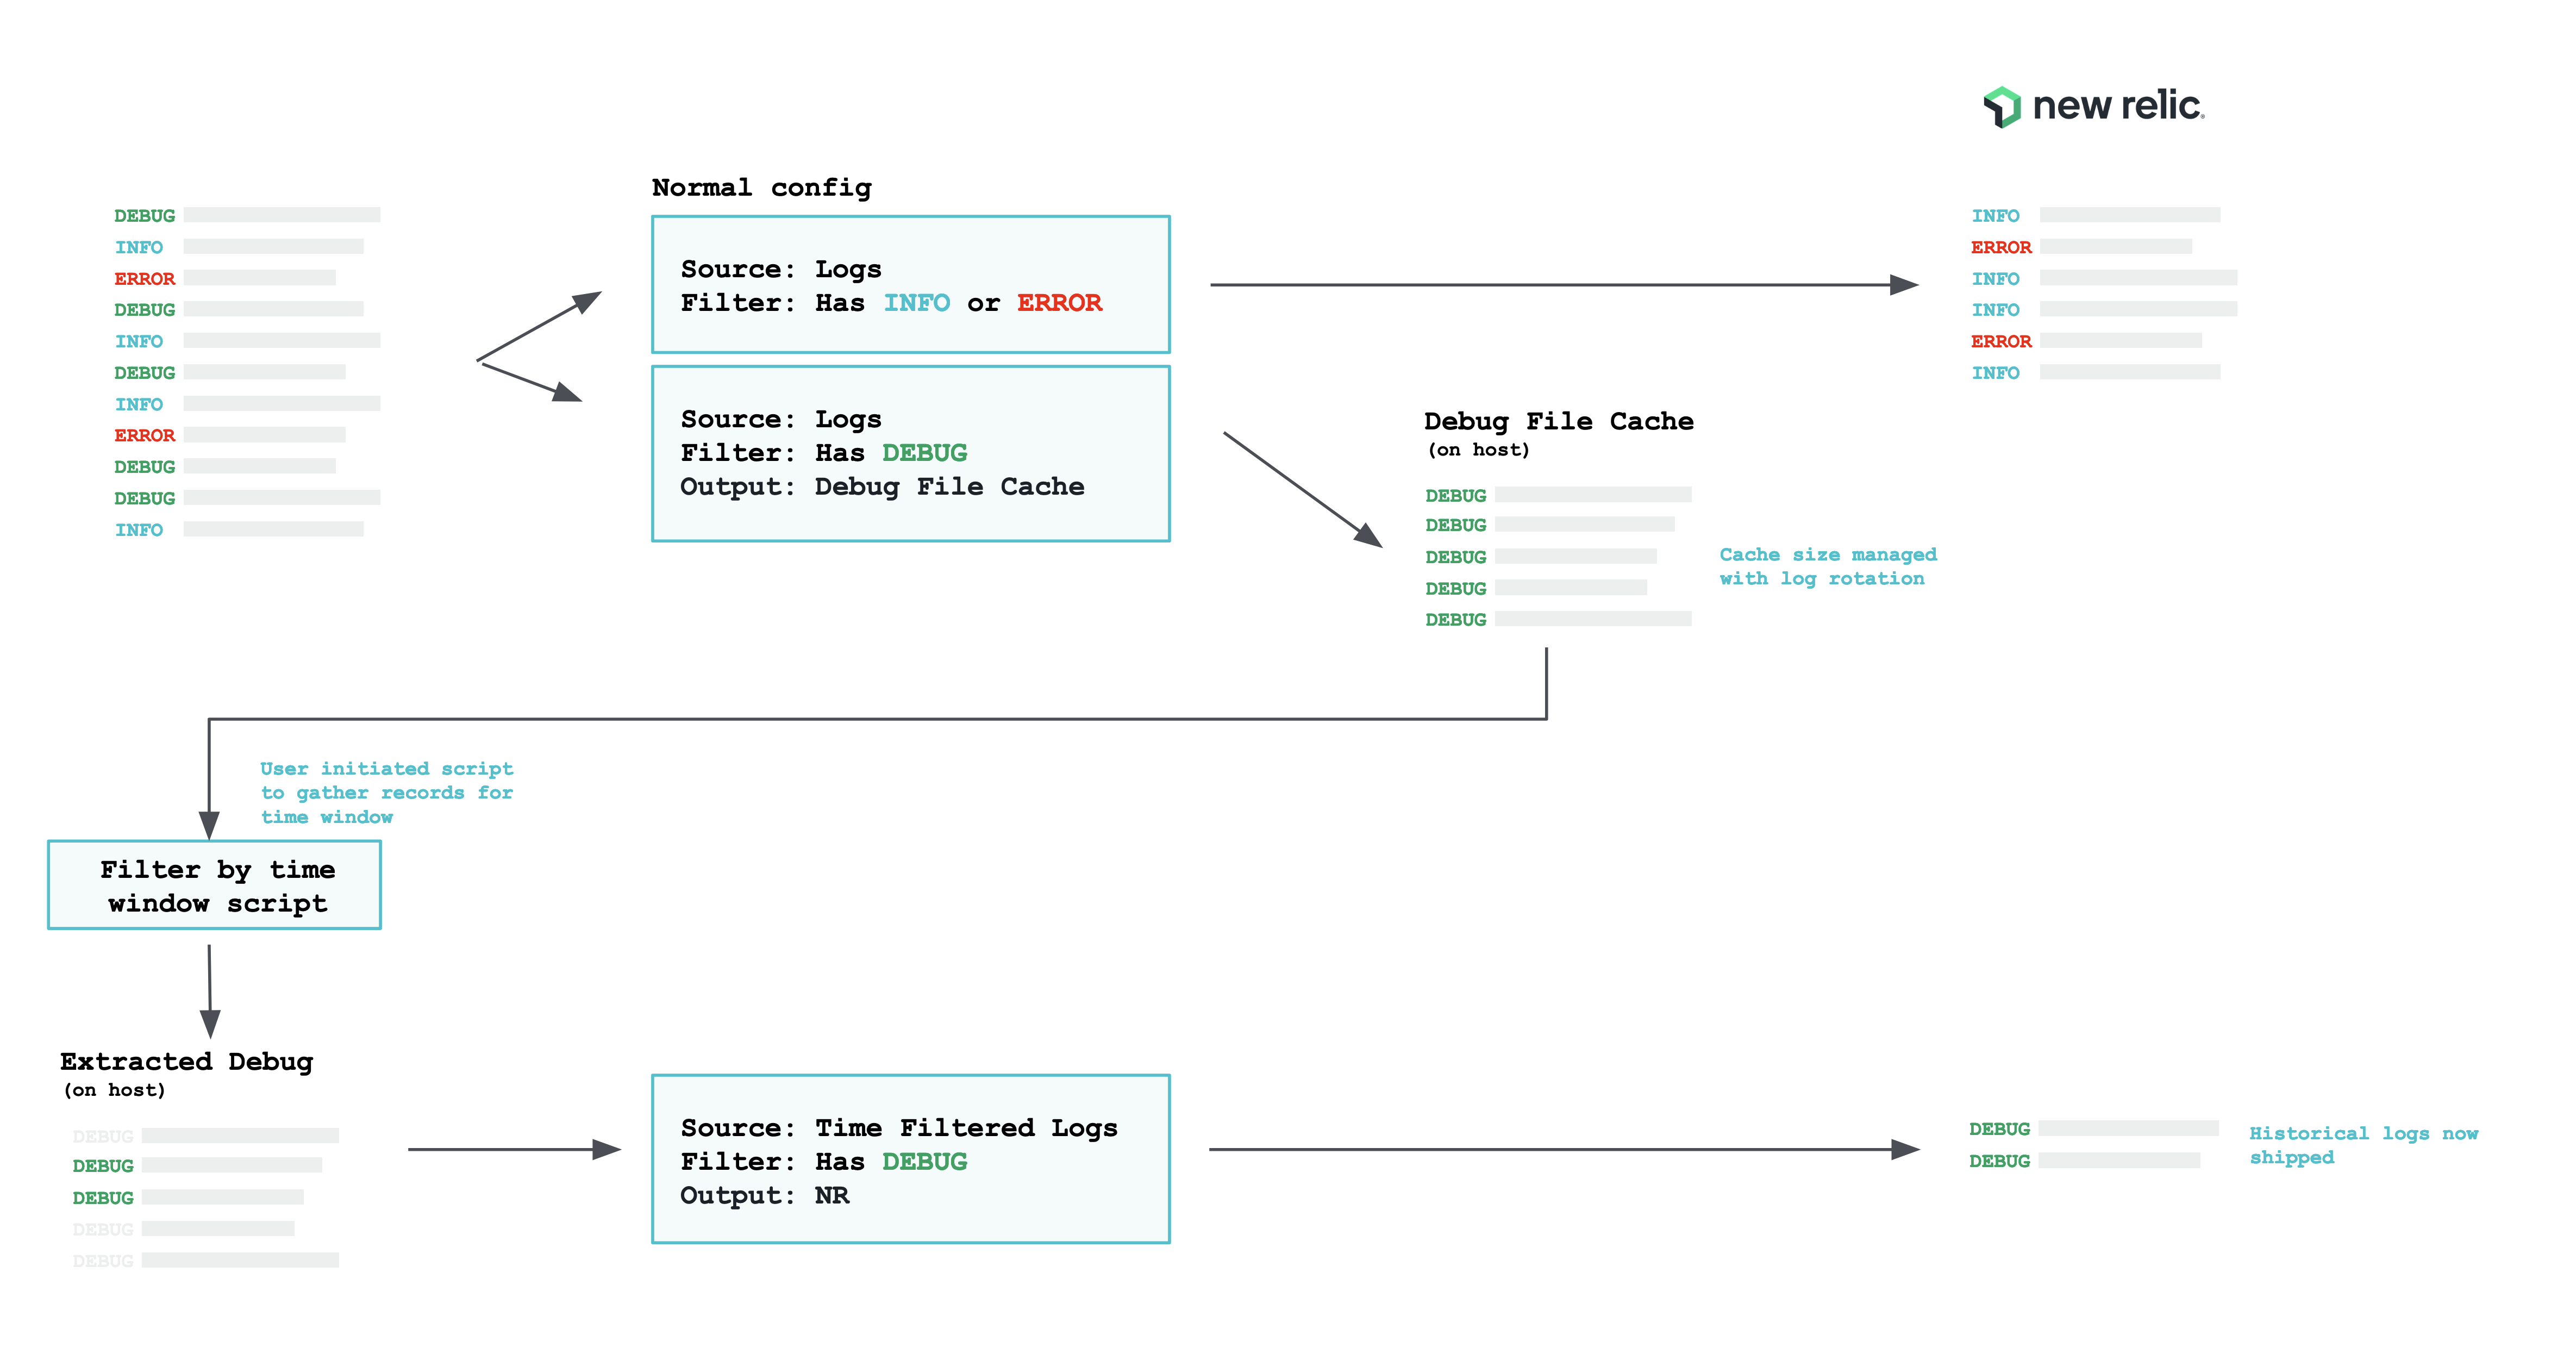 new relic
Normal config
DEBUG
INFO
ERROR
DEBUG
INFO
DEBUG
INFO
ERROR
DEBUG
DEBUG
INFO
Source: Logs
Filter: Has INFO or ERROR
Source: Logs
Filter: Has DEBUG
Output: Debug File Cache
INFO
ERROR
INFO
INFO
ERROR
INFO
Debug File Cache
(on host)
DEBUG
DEBUG
DEBUG
DEBUG
DEBUG
Cache size managed
with log rotation
User initiated script
to gather records for
time window
Filter by time
window script
Extracted Debug
(on host)
DEBUG
DEBUG
DEBUG
DEBUG
DEBUG
Source: Time Filtered Logs
Filter: Has DEBUG
Output: NR
DEBUG
DEBUG
Historical logs now
shipped